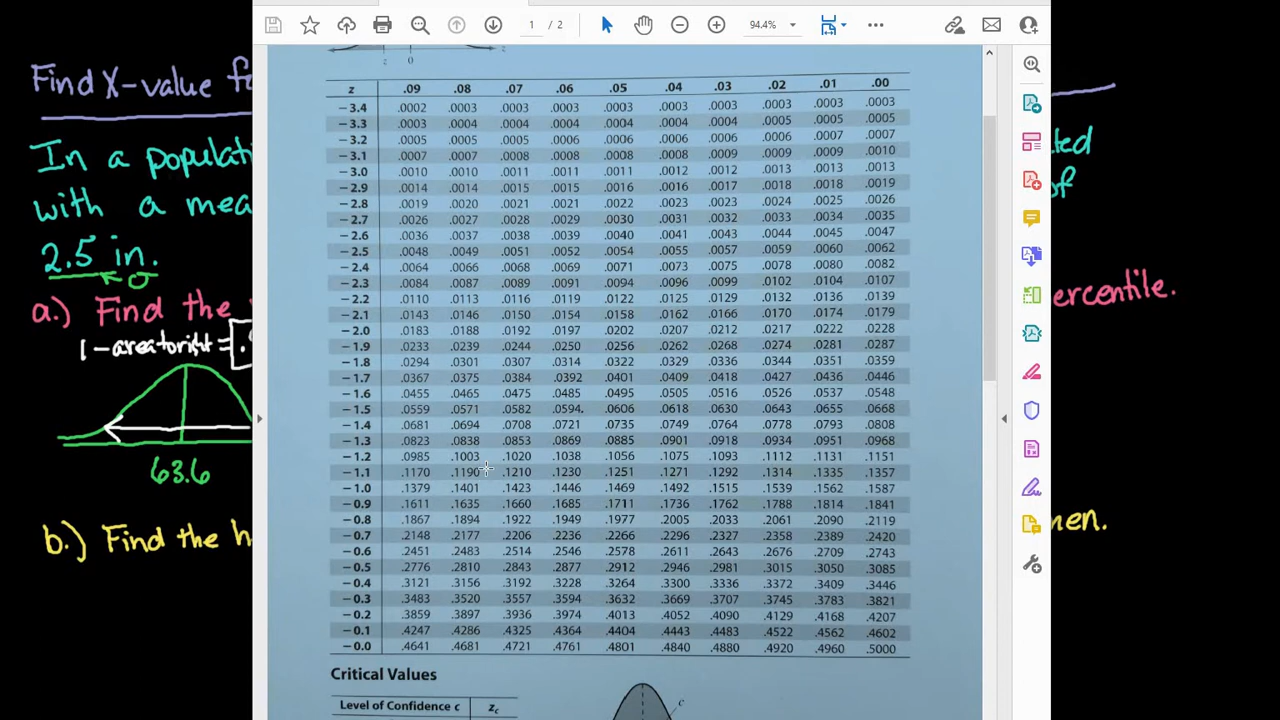 1 / 2
94.4%
Find X-value f
In a populati
with a mea
2.5 in.
σ
a.) Find the
1 - area to right = .
63.6
b.) Find the h
ated
of
ercentile.
men.
z 0 z
z .09 .08 .07 .06 .05 .04 .03 .02 .01 .00
−3.4 .0002 .0003 .0003 .0003 .0003 .0003 .0003 .0003 .0003 .0003
−3.3 .0003 .0004 .0004 .0004 .0004 .0004 .0004 .0005 .0005 .0005
−3.2 .0005 .0005 .0005 .0006 .0006 .0006 .0006 .0006 .0007 .0007
−3.1 .0007 .0007 .0008 .0008 .0008 .0008 .0009 .0009 .0009 .0010
−3.0 .0010 .0010 .0011 .0011 .0011 .0012 .0012 .0013 .0013 .0013
−2.9 .0014 .0014 .0015 .0015 .0016 .0016 .0017 .0018 .0018 .0019
−2.8 .0019 .0020 .0021 .0021 .0022 .0023 .0023 .0024 .0025 .0026
−2.7 .0026 .0027 .0028 .0029 .0030 .0031 .0032 .0033 .0034 .0035
−2.6 .0036 .0037 .0038 .0039 .0040 .0041 .0043 .0044 .0045 .0047
−2.5 .0048 .0049 .0051 .0052 .0054 .0055 .0057 .0059 .0060 .0062
−2.4 .0064 .0066 .0068 .0069 .0071 .0073 .0075 .0078 .0080 .0082
−2.3 .0084 .0087 .0089 .0091 .0094 .0096 .0099 .0102 .0104 .0107
−2.2 .0110 .0113 .0116 .0119 .0122 .0125 .0129 .0132 .0136 .0139
−2.1 .0143 .0146 .0150 .0154 .0158 .0162 .0166 .0170 .0174 .0179
−2.0 .0183 .0188 .0192 .0197 .0202 .0207 .0212 .0217 .0222 .0228
−1.9 .0233 .0239 .0244 .0250 .0256 .0262 .0268 .0274 .0281 .0287
−1.8 .0294 .0301 .0307 .0314 .0322 .0329 .0336 .0344 .0351 .0359
−1.7 .0367 .0375 .0384 .0392 .0401 .0409 .0418 .0427 .0436 .0446
−1.6 .0455 .0465 .0475 .0485 .0495 .0505 .0516 .0526 .0537 .0548
−1.5 .0559 .0571 .0582 .0594. .0606 .0618 .0630 .0643 .0655 .0668
−1.4 .0681 .0694 .0708 .0721 .0735 .0749 .0764 .0778 .0793 .0808
−1.3 .0823 .0838 .0853 .0869 .0885 .0901 .0918 .0934 .0951 .0968
−1.2 .0985 .1003 .1020 .1038 .1056 .1075 .1093 .1112 .1131 .1151
−1.1 .1170 .1190 .1210 .1230 .1251 .1271 .1292 .1314 .1335 .1357
−1.0 .1379 .1401 .1423 .1446 .1469 .1492 .1515 .1539 .1562 .1587
−0.9 .1611 .1635 .1660 .1685 .1711 .1736 .1762 .1788 .1814 .1841
−0.8 .1867 .1894 .1922 .1949 .1977 .2005 .2033 .2061 .2090 .2119
−0.7 .2148 .2177 .2206 .2236 .2266 .2296 .2327 .2358 .2389 .2420
−0.6 .2451 .2483 .2514 .2546 .2578 .2611 .2643 .2676 .2709 .2743
−0.5 .2776 .2810 .2843 .2877 .2912 .2946 .2981 .3015 .3050 .3085
−0.4 .3121 .3156 .3192 .3228 .3264 .3300 .3336 .3372 .3409 .3446
−0.3 .3483 .3520 .3557 .3594 .3632 .3669 .3707 .3745 .3783 .3821
−0.2 .3859 .3897 .3936 .3974 .4013 .4052 .4090 .4129 .4168 .4207
−0.1 .4247 .4286 .4325 .4364 .4404 .4443 .4483 .4522 .4562 .4602
−0.0 .4641 .4681 .4721 .4761 .4801 .4840 .4880 .4920 .4960 .5000
Critical Values
Level of Confidence c zc
c